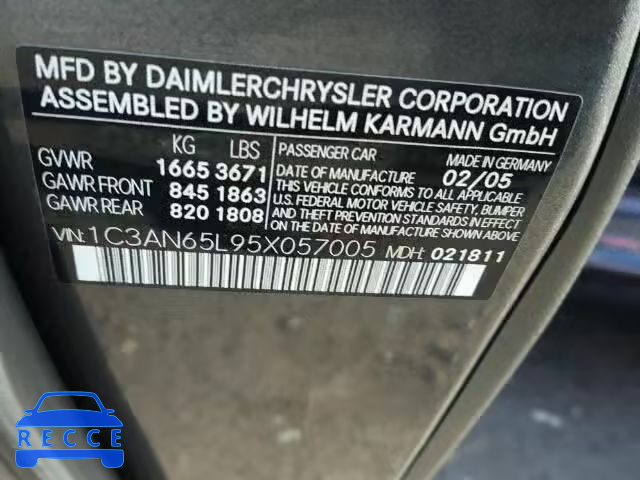 MFD BY DAIMLERCHRYSLER CORPORATION
ASSEMBLED BY WILHELM KARMANN GmbH
KG LBS
GVWR 1665 3671
GAWR FRONT 845 1863
GAWR REAR 820 1808
PASSENGER CAR MADE IN GERMANY
DATE OF MANUFACTURE 02/05
THIS VEHICLE CONFORMS TO ALL APPLICABLE
U.S. FEDERAL MOTOR VEHICLE SAFETY, BUMPER
AND THEFT PREVENTION STANDARDS IN EFFECT
ON THE DATE OF MANUFACTURE SHOWN ABOVE.
VIN: 1C3AN65L95X057005 MDH: 021811
RECCE